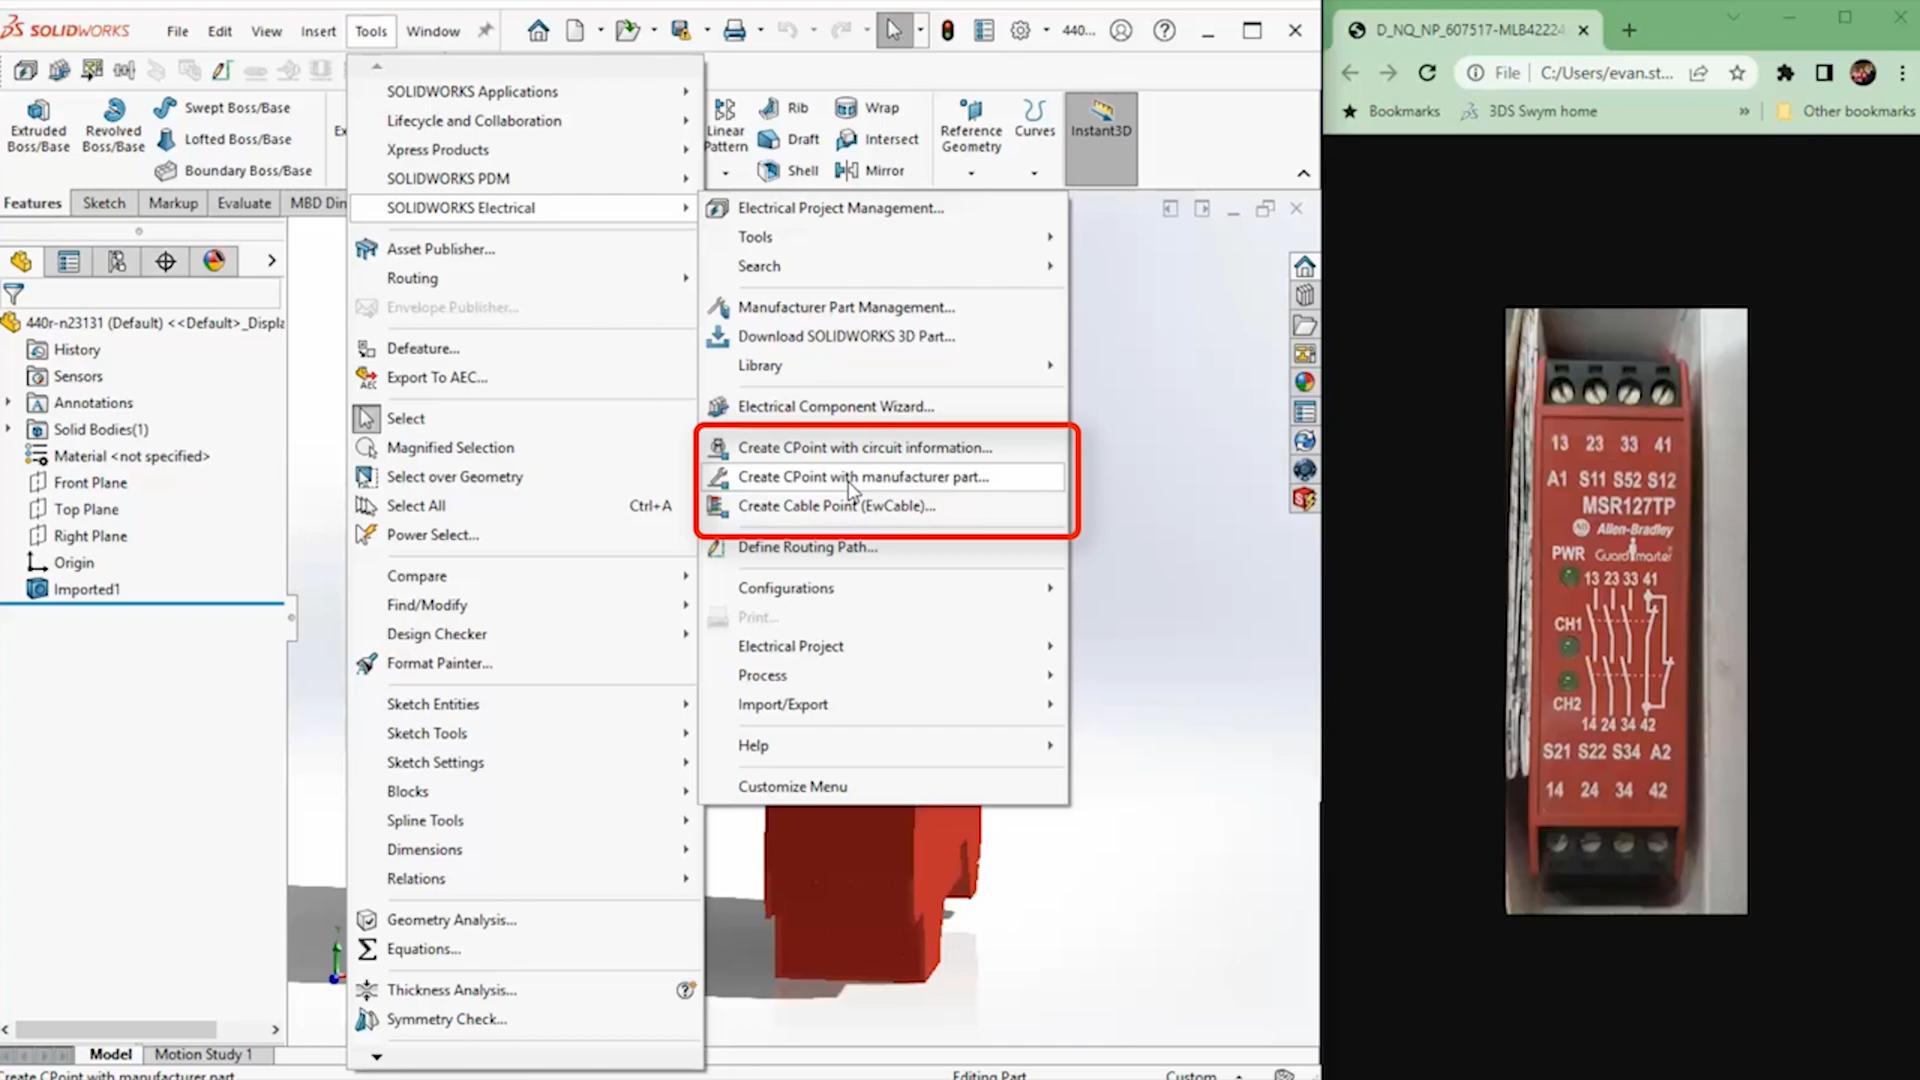 SOLIDWORKS
File Edit View Insert Tools Window
440...
Extruded Boss/Base
Revolved Boss/Base
Swept Boss/Base
Lofted Boss/Base
Boundary Boss/Base
Linear Pattern
Rib
Draft
Shell
Wrap
Intersect
Mirror
Reference Geometry
Curves
Instant3D
Features Sketch Markup Evaluate MBD Din
440r-n23131 (Default) <<Default>_Displa
History
Sensors
Annotations
Solid Bodies(1)
Material <not specified>
Front Plane
Top Plane
Right Plane
Origin
Imported1
SOLIDWORKS Applications
Lifecycle and Collaboration
Xpress Products
SOLIDWORKS PDM
SOLIDWORKS Electrical
Asset Publisher...
Routing
Envelope Publisher...
Defeature...
Export To AEC...
Select
Magnified Selection
Select over Geometry
Select All Ctrl+A
Power Select...
Compare
Find/Modify
Design Checker
Format Painter...
Sketch Entities
Sketch Tools
Sketch Settings
Blocks
Spline Tools
Dimensions
Relations
Geometry Analysis...
Equations...
Thickness Analysis...
Symmetry Check...
Electrical Project Management...
Tools
Search
Manufacturer Part Management...
Download SOLIDWORKS 3D Part...
Library
Electrical Component Wizard...
Create CPoint with circuit information...
Create CPoint with manufacturer part...
Create Cable Point (EwCable)...
Define Routing Path...
Configurations
Print...
Electrical Project
Process
Import/Export
Help
Customize Menu
Model Motion Study 1
Create CPoint with manufacturer part
Editing Part
Custom
D_NQ_NP_607517-MLB42224
File C:/Users/evan.st...
Bookmarks 3DS Swym home » Other bookmarks
13 23 33 41
A1 S11 S52 S12
MSR127TP
AB Allen-Bradley
PWR Guardmaster
13 23 33 41
CH1
CH2
14 24 34 42
S21 S22 S34 A2
14 24 34 42